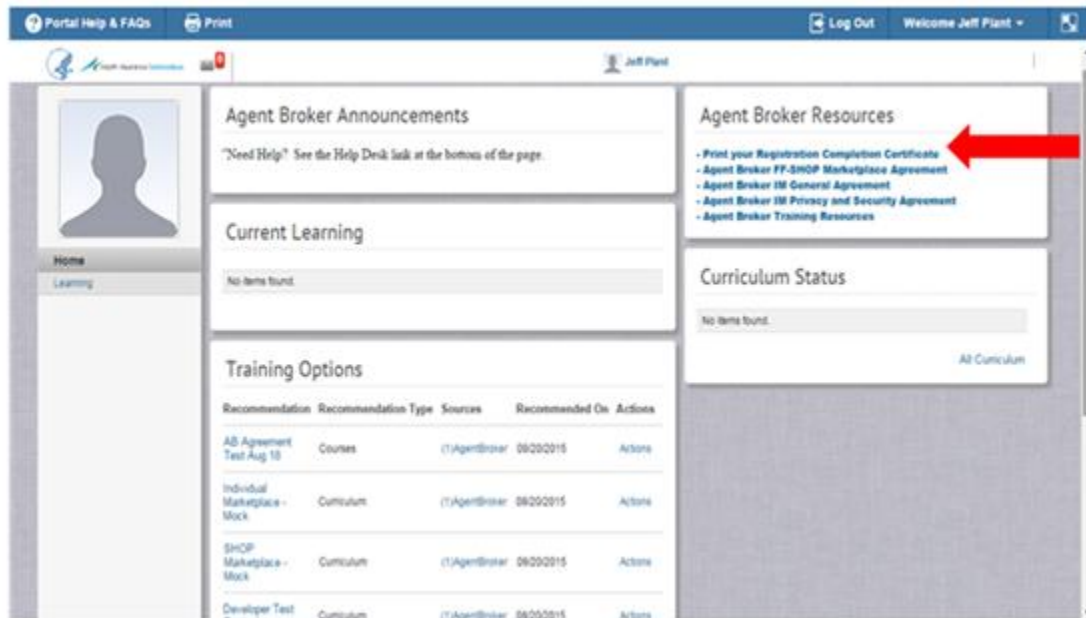 Portal Help & FAQs
Print
Log Out
Welcome Jeff Plant
Jeff Plant
Home
Learning
Agent Broker Announcements
"Need Help? See the Help Desk link at the bottom of the page.
Current Learning
No items found.
Training Options
Recommendation Recommendation Type Sources Recommended On Actions
AB Agreement
Test Aug 18
Courses
(1)AgentBroker
08/20/2015
Actions
Individual
Marketplace -
Mock
Curriculum
(1)AgentBroker
08/20/2015
Actions
SHOP
Marketplace -
Mock
Curriculum
(1)AgentBroker
08/20/2015
Actions
Developer Test
Curriculum
(1)AgentBroker
08/20/2015
Actions
Agent Broker Resources
- Print your Registration Completion Certificate
- Agent Broker FF-SHOP Marketplace Agreement
- Agent Broker IM General Agreement
- Agent Broker IM Privacy and Security Agreement
- Agent Broker Training Resources
Curriculum Status
No items found.
All Curriculum